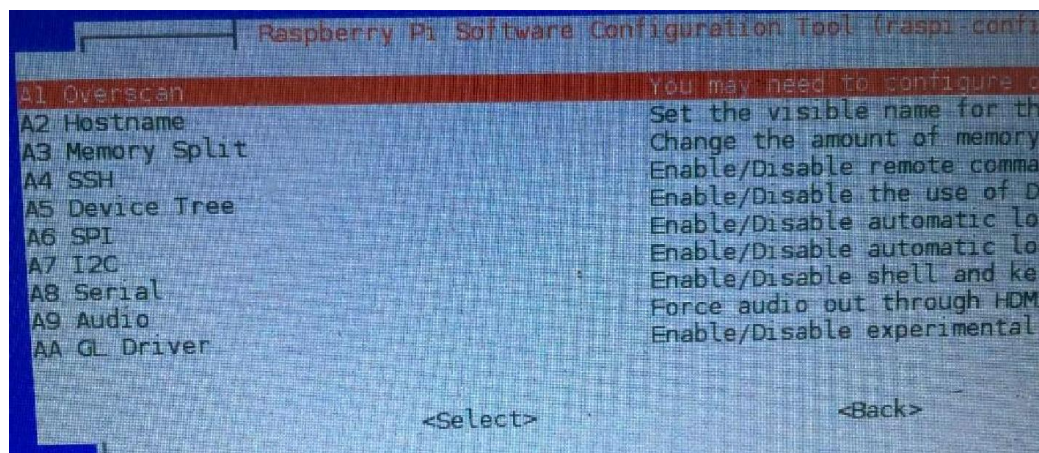 Raspberry Pi Software Configuration Tool (raspi-confi
A1 Overscan You may need to configure o
A2 Hostname Set the visible name for th
A3 Memory Split Change the amount of memory
A4 SSH Enable/Disable remote comma
A5 Device Tree Enable/Disable the use of D
A6 SPI Enable/Disable automatic lo
A7 I2C Enable/Disable automatic lo
A8 Serial Enable/Disable shell and ke
A9 Audio Force audio out through HDM
AA GL Driver Enable/Disable experimental
<Select> <Back>